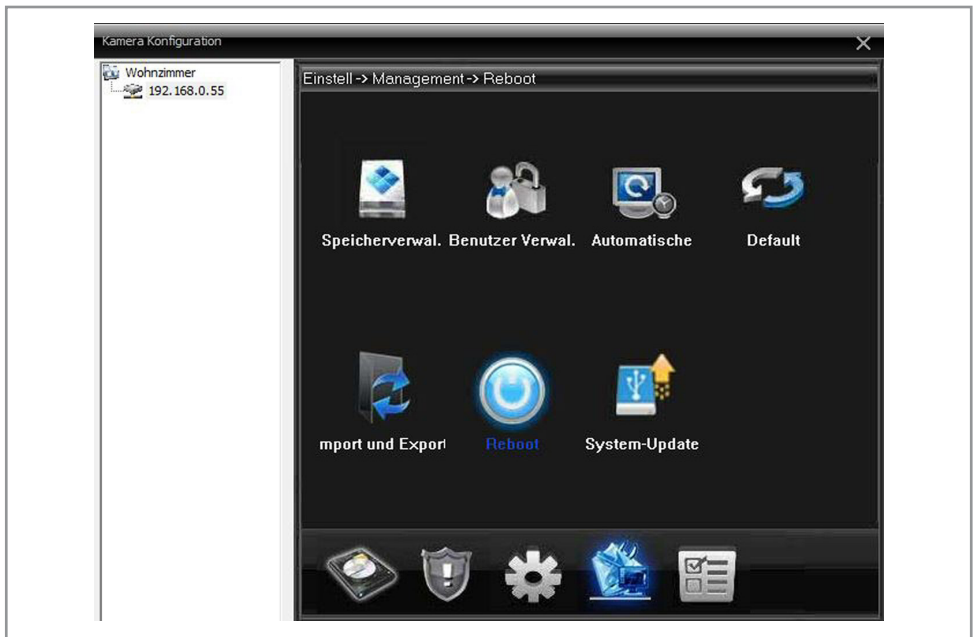 Kamera Konfiguration
Wohnzimmer
192.168.0.55
Einstell-> Management-> Reboot
Speicherverwal. Benutzer Verwal. Automatische Default
mport und Export Reboot System-Update